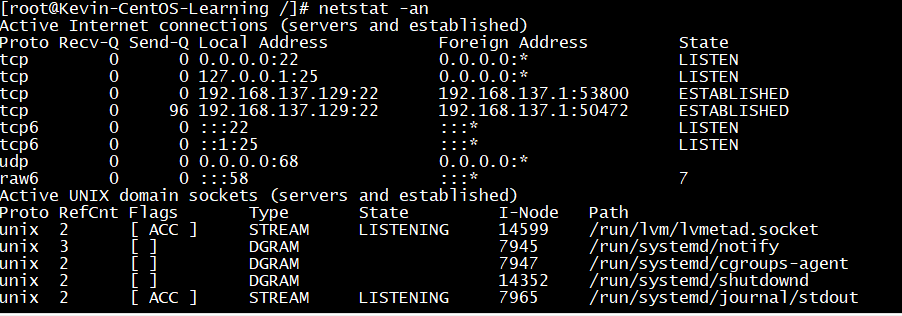 [root@Kevin-CentOS-Learning /]# netstat -an
Active Internet connections (servers and established)
Proto Recv-Q Send-Q Local Address           Foreign Address         State
tcp        0      0 0.0.0.0:22              0.0.0.0:*               LISTEN
tcp        0      0 127.0.0.1:25            0.0.0.0:*               LISTEN
tcp        0      0 192.168.137.129:22      192.168.137.1:53800     ESTABLISHED
tcp        0     96 192.168.137.129:22      192.168.137.1:50472     ESTABLISHED
tcp6       0      0 :::22                   :::*                    LISTEN
tcp6       0      0 ::1:25                  :::*                    LISTEN
udp        0      0 0.0.0.0:68              0.0.0.0:*
raw6       0      0 :::58                   :::*                    7
Active UNIX domain sockets (servers and established)
Proto RefCnt Flags       Type       State         I-Node   Path
unix  2      [ ACC ]     STREAM     LISTENING     14599    /run/lvm/lvmetad.socket
unix  3      [ ]         DGRAM                    7945     /run/systemd/notify
unix  2      [ ]         DGRAM                    7947     /run/systemd/cgroups-agent
unix  2      [ ]         DGRAM                    14352    /run/systemd/shutdownd
unix  2      [ ACC ]     STREAM     LISTENING     7965     /run/systemd/journal/stdout